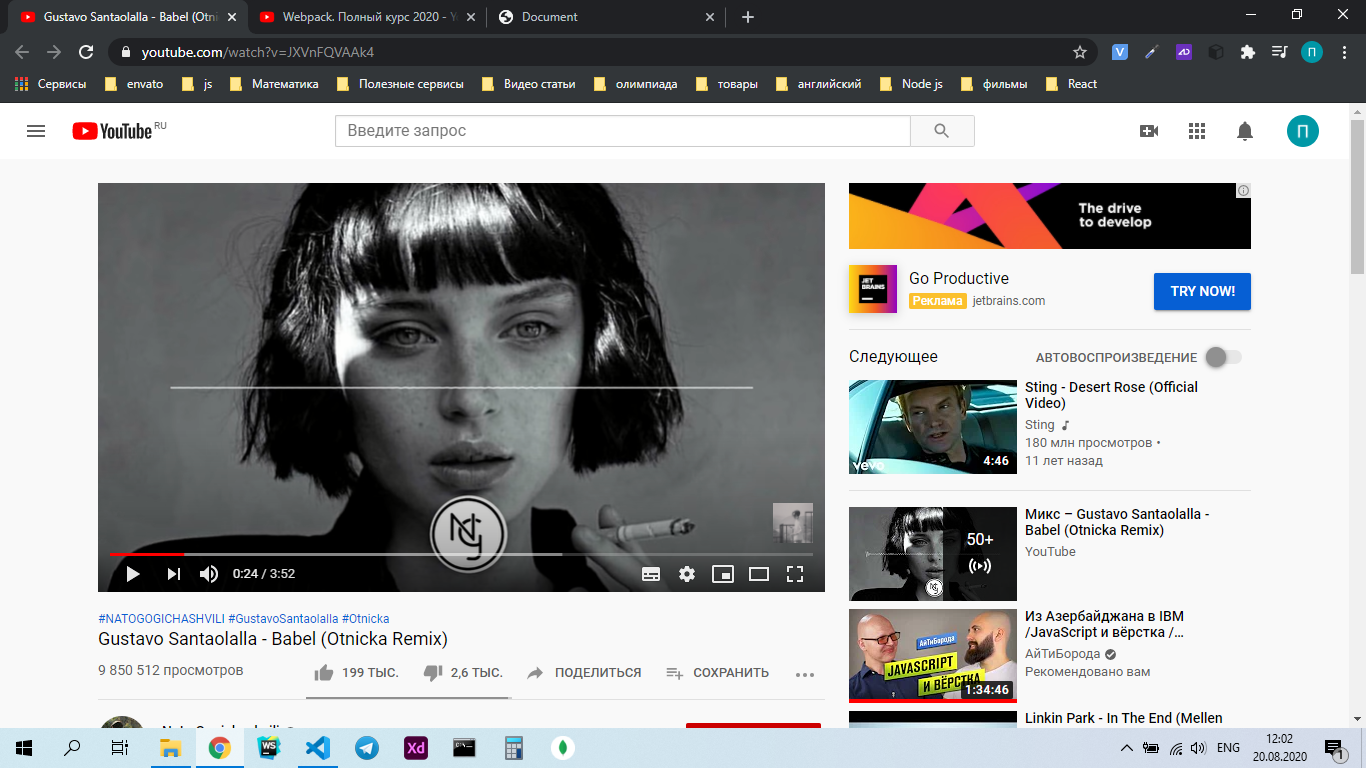 Gustavo Santaolalla - Babel (Otni
Webpack. Полный курс 2020 - Y
Document
youtube.com/watch?v=JXVnFQVAAk4
П
Сервисы
envato
js
Математика
Полезные сервисы
Видео статьи
олимпиада
товары
английский
Node js
фильмы
React
YouTube RU
Введите запрос
П
The drive
to develop
JET
BRAINS
Go Productive
Реклама jetbrains.com
TRY NOW!
Следующее
АВТОВОСПРОИЗВЕДЕНИЕ
Sting - Desert Rose (Official
Video)
Sting
180 млн просмотров •
11 лет назад
vevo
4:46
Микс – Gustavo Santaolalla -
Babel (Otnicka Remix)
YouTube
50+
Из Азербайджана в IBM
/JavaScript и вёрстка /…
АйТиБорода
Рекомендовано вам
АйТиБорода
JAVASCRIPT
И ВЁРСТКА
1:34:46
Linkin Park - In The End (Mellen
0:24 / 3:52
#NATOGOGICHASHVILI #GustavoSantaolalla #Otnicka
Gustavo Santaolalla - Babel (Otnicka Remix)
9 850 512 просмотров
199 ТЫС.
2,6 ТЫС.
ПОДЕЛИТЬСЯ
СОХРАНИТЬ
WS
Xd
ENG
12:02
20.08.2020
1